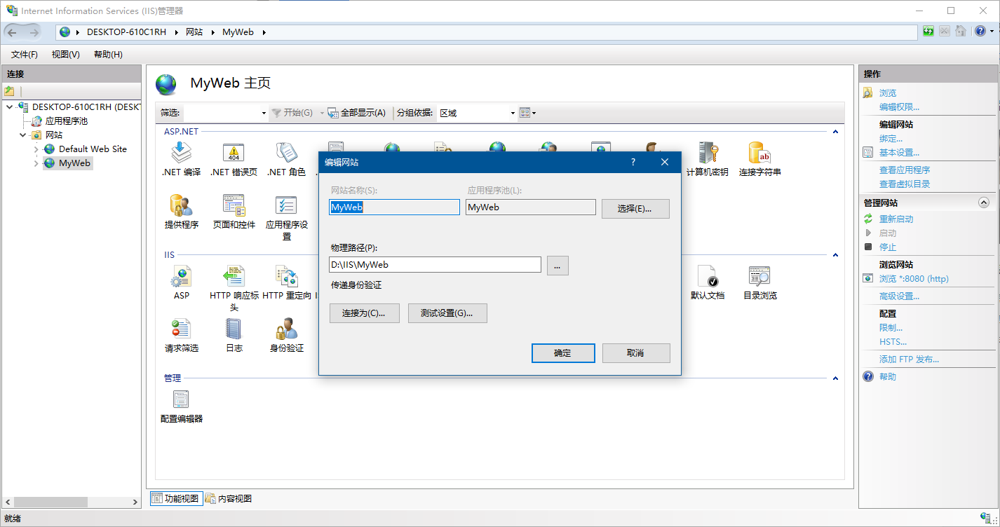 Internet Information Services (IIS)管理器
DESKTOP-610C1RH 网站 MyWeb
文件(F) 视图(V) 帮助(H)
连接
DESKTOP-610C1RH (DESKT
应用程序池
网站
Default Web Site
MyWeb
MyWeb 主页
筛选: 开始(G) 全部显示(A) 分组依据: 区域
ASP.NET
.NET 编译 .NET 错误页 .NET 角色 计算机密钥 连接字符串
提供程序 页面和控件 应用程序设
置
IIS
ASP HTTP 响应标 HTTP 重定向 默认文档 目录浏览
头
请求筛选 日志 身份验证
管理
配置编辑器
编辑网站 ?
网站名称(S): 应用程序池(L):
MyWeb MyWeb 选择(E)...
物理路径(P):
D:\IIS\MyWeb ...
传递身份验证
连接为(C)... 测试设置(G)...
确定 取消
操作
浏览
编辑权限...
编辑网站
绑定...
基本设置...
查看应用程序
查看虚拟目录
管理网站
重新启动
启动
停止
浏览网站
浏览 *:8080 (http)
高级设置...
配置
限制...
HSTS...
添加 FTP 发布...
帮助
功能视图 内容视图
就绪